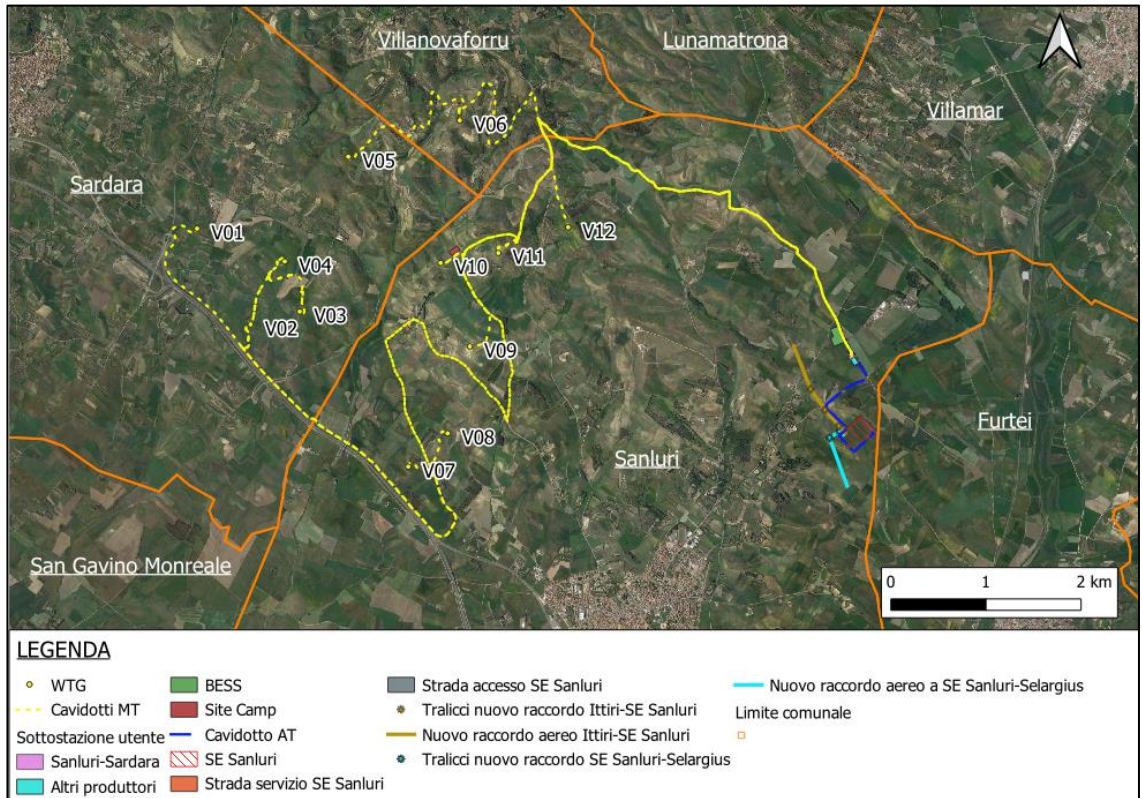 Villanovaforru
Lunamatrona
Villamar
Sardara
V06
V05
V01
V12
V04
V11
V10
V03
V02
V09
V08
V07
Sanluri
Furtei
San Gavino Monreale
0 1 2 km
LEGENDA
WTG
Cavidotti MT
Sottostazione utente
Sanluri-Sardara
Altri produttori
BESS
Site Camp
Cavidotto AT
SE Sanluri
Strada servizio SE Sanluri
Strada accesso SE Sanluri
Tralicci nuovo raccordo Ittiri-SE Sanluri
Nuovo raccordo aereo Ittiri-SE Sanluri
Tralicci nuovo raccordo SE Sanluri-Selargius
Nuovo raccordo aereo a SE Sanluri-Selargius
Limite comunale